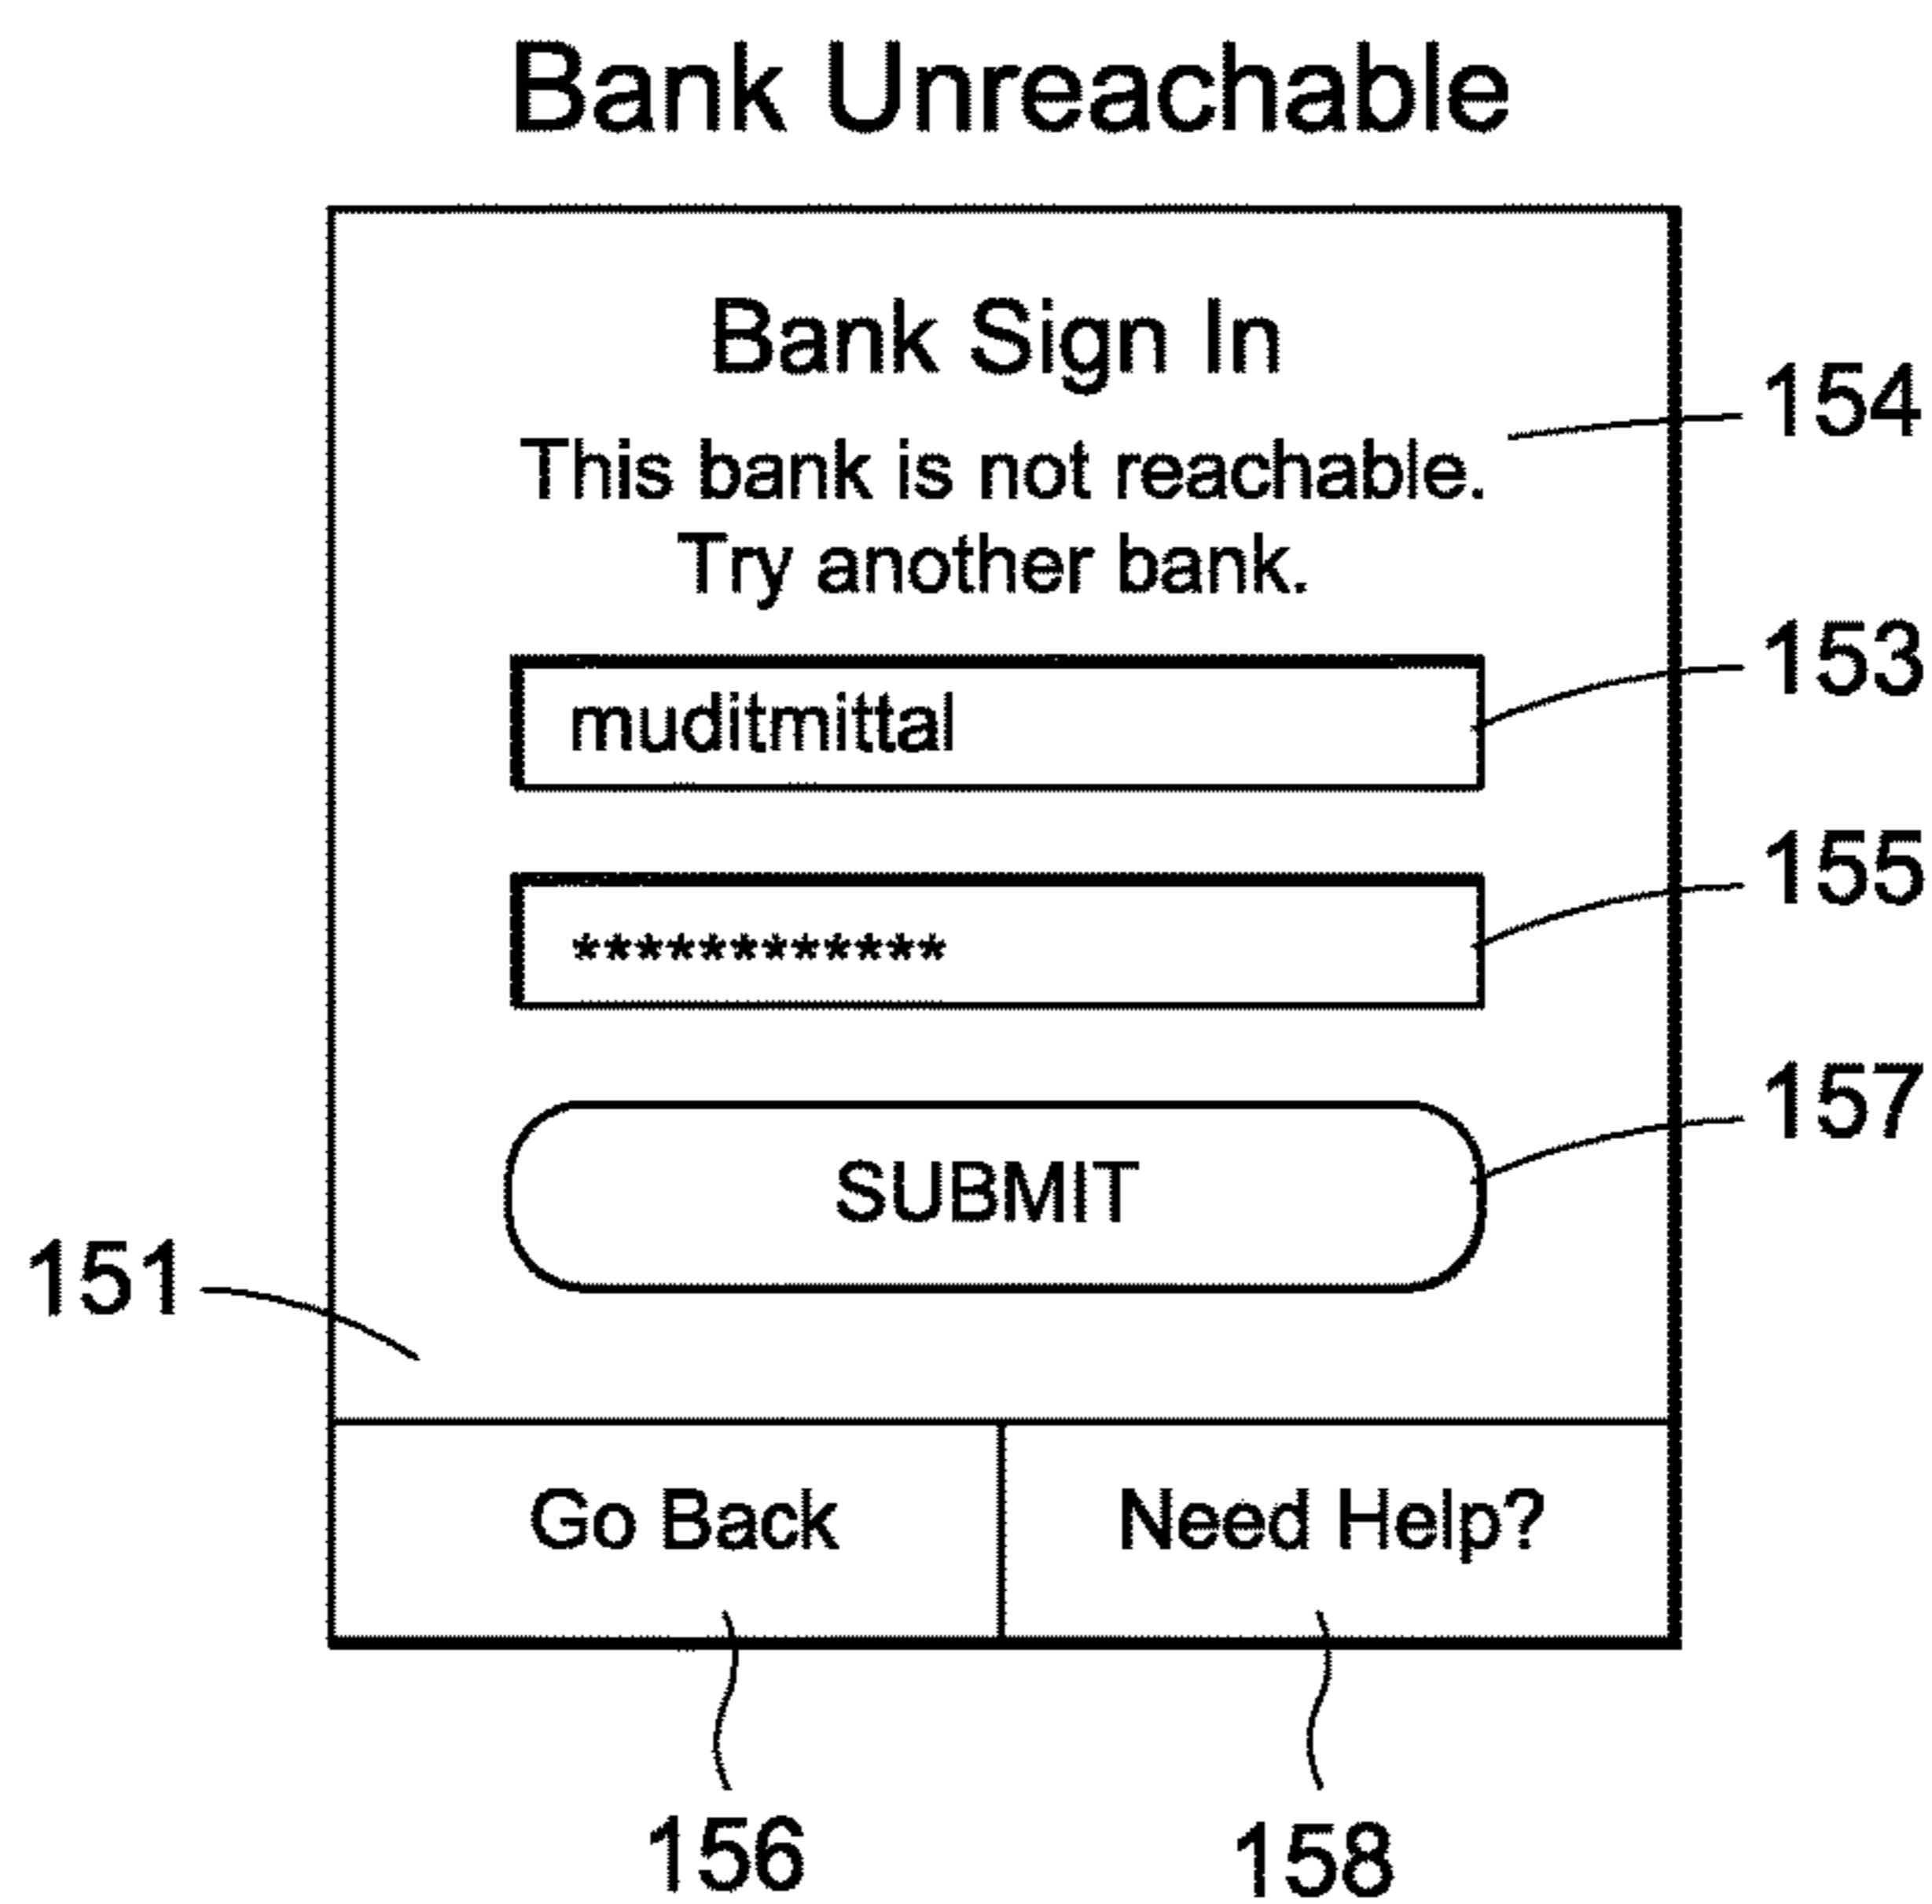 Bank Unreachable
Bank Sign In
154
This bank is not reachable.
Try another bank.
153
muditmittal
155
************
157
SUBMIT
151
Go Back
Need Help?
156
158